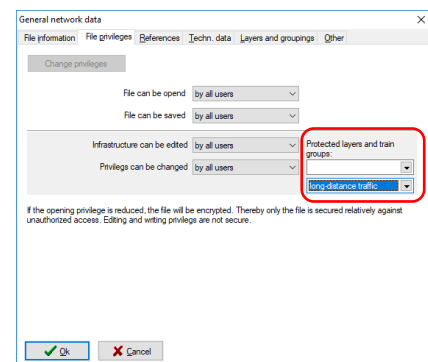 General network data
File information File privileges References Techn. data Layers and groupings Other
Change privileges
File can be opend by all users
File can be saved by all users
Infrastructure can be edited by all users
Protected layers and train
groups:
Privilegs can be changed by all users
long-distance traffic
If the opening privilege is reduced, the file will be encrypted. Thereby only the file is secured relatively against
unauthorized access. Editing and writing privilegs are not secure.
Ok Cancel